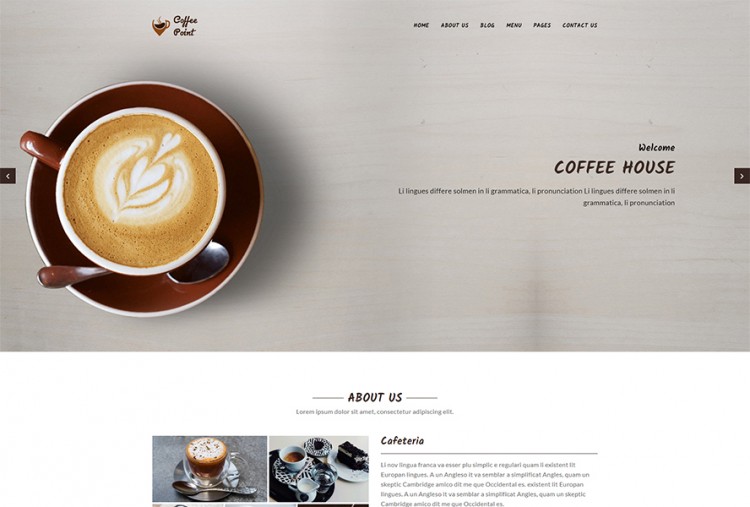 Coffee
Point
HOME ABOUT US BLOG MENU PAGES CONTACT US
Welcome
COFFEE HOUSE
Li lingues differe solmen in li grammatica, li pronunciation Li lingues differe solmen in li
grammatica, li pronunciation
ABOUT US
Lorem ipsum dolor sit amet, consectetur adipiscing elit.
Cafeteria
Li nov lingua franca va esser plu simplic e regulari quam li existent lit
Europan lingues. A un Angleso it va semblar a simplificat Angles, quam un
skeptic Cambridge amico dit me que Occidental es. existent lit Europan
lingues. A un Angleso it va semblar a simplificat Angles, quam un skeptic
Cambridge amico dit me que Occidental es.